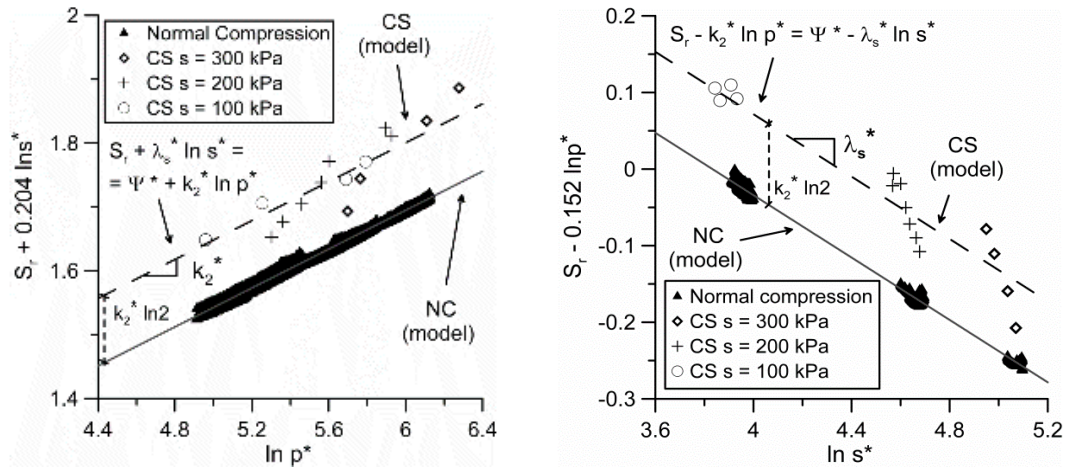 2
1.8
1.6
1.4
S_r + 0.204 lns*
▲ Normal Compression
◇ CS s = 300 kPa
+ CS s = 200 kPa
○ CS s = 100 kPa
CS
(model)
S_r + λ_s* ln s* =
= Ψ* + k_2* ln p*
k_2*
k_2* ln2
NC
(model)
4.4 4.8 5.2 5.6 6 6.4
ln p*
0.1
0
-0.1
-0.2
-0.3
S_r - 0.152 lnp*
S_r - k_2* ln p* = Ψ* - λ_s* ln s*
λ_s*
CS
(model)
k_2* ln2
NC
(model)
▲ Normal compression
◇ CS s = 300 kPa
+ CS s = 200 kPa
○ CS s = 100 kPa
3.6 4 4.4 4.8 5.2
ln s*